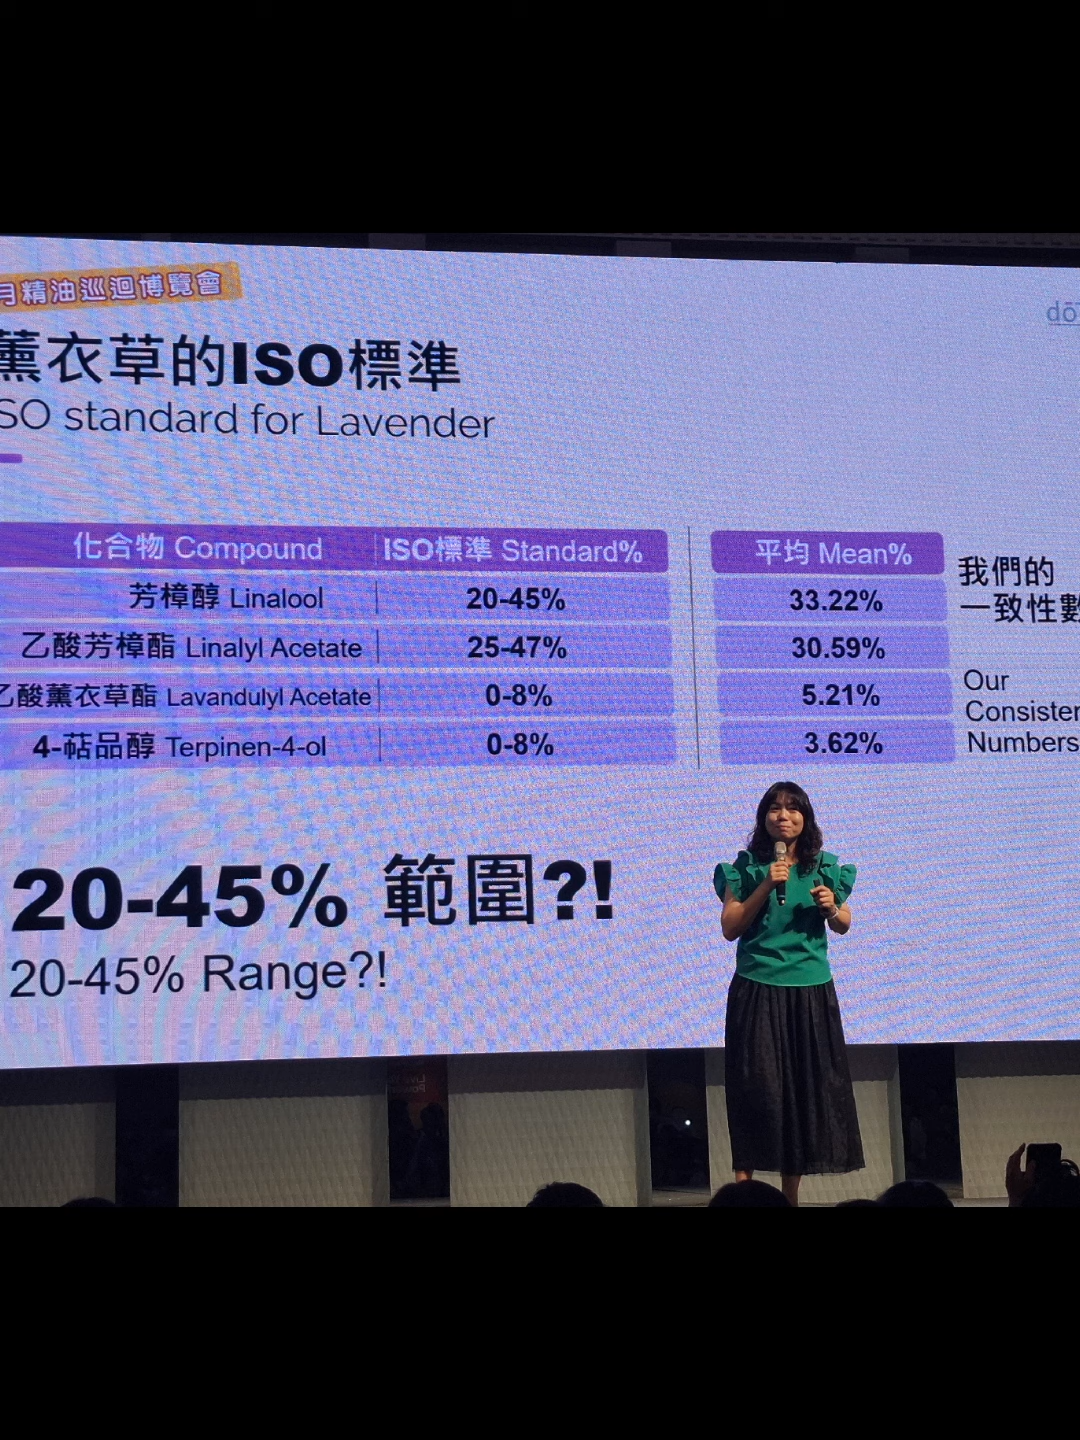 月精油巡迴博覽會
dō
薰衣草的ISO標準
SO standard for Lavender
化合物 Compound ISO標準 Standard% 平均 Mean%
芳樟醇 Linalool 20-45% 33.22%
乙酸芳樟酯 Linalyl Acetate 25-47% 30.59%
乙酸薰衣草酯 Lavandulyl Acetate 0-8% 5.21%
4-萜品醇 Terpinen-4-ol 0-8% 3.62%
我們的
一致性數
Our
Consisten
Numbers
20-45% 範圍?!
20-45% Range?!